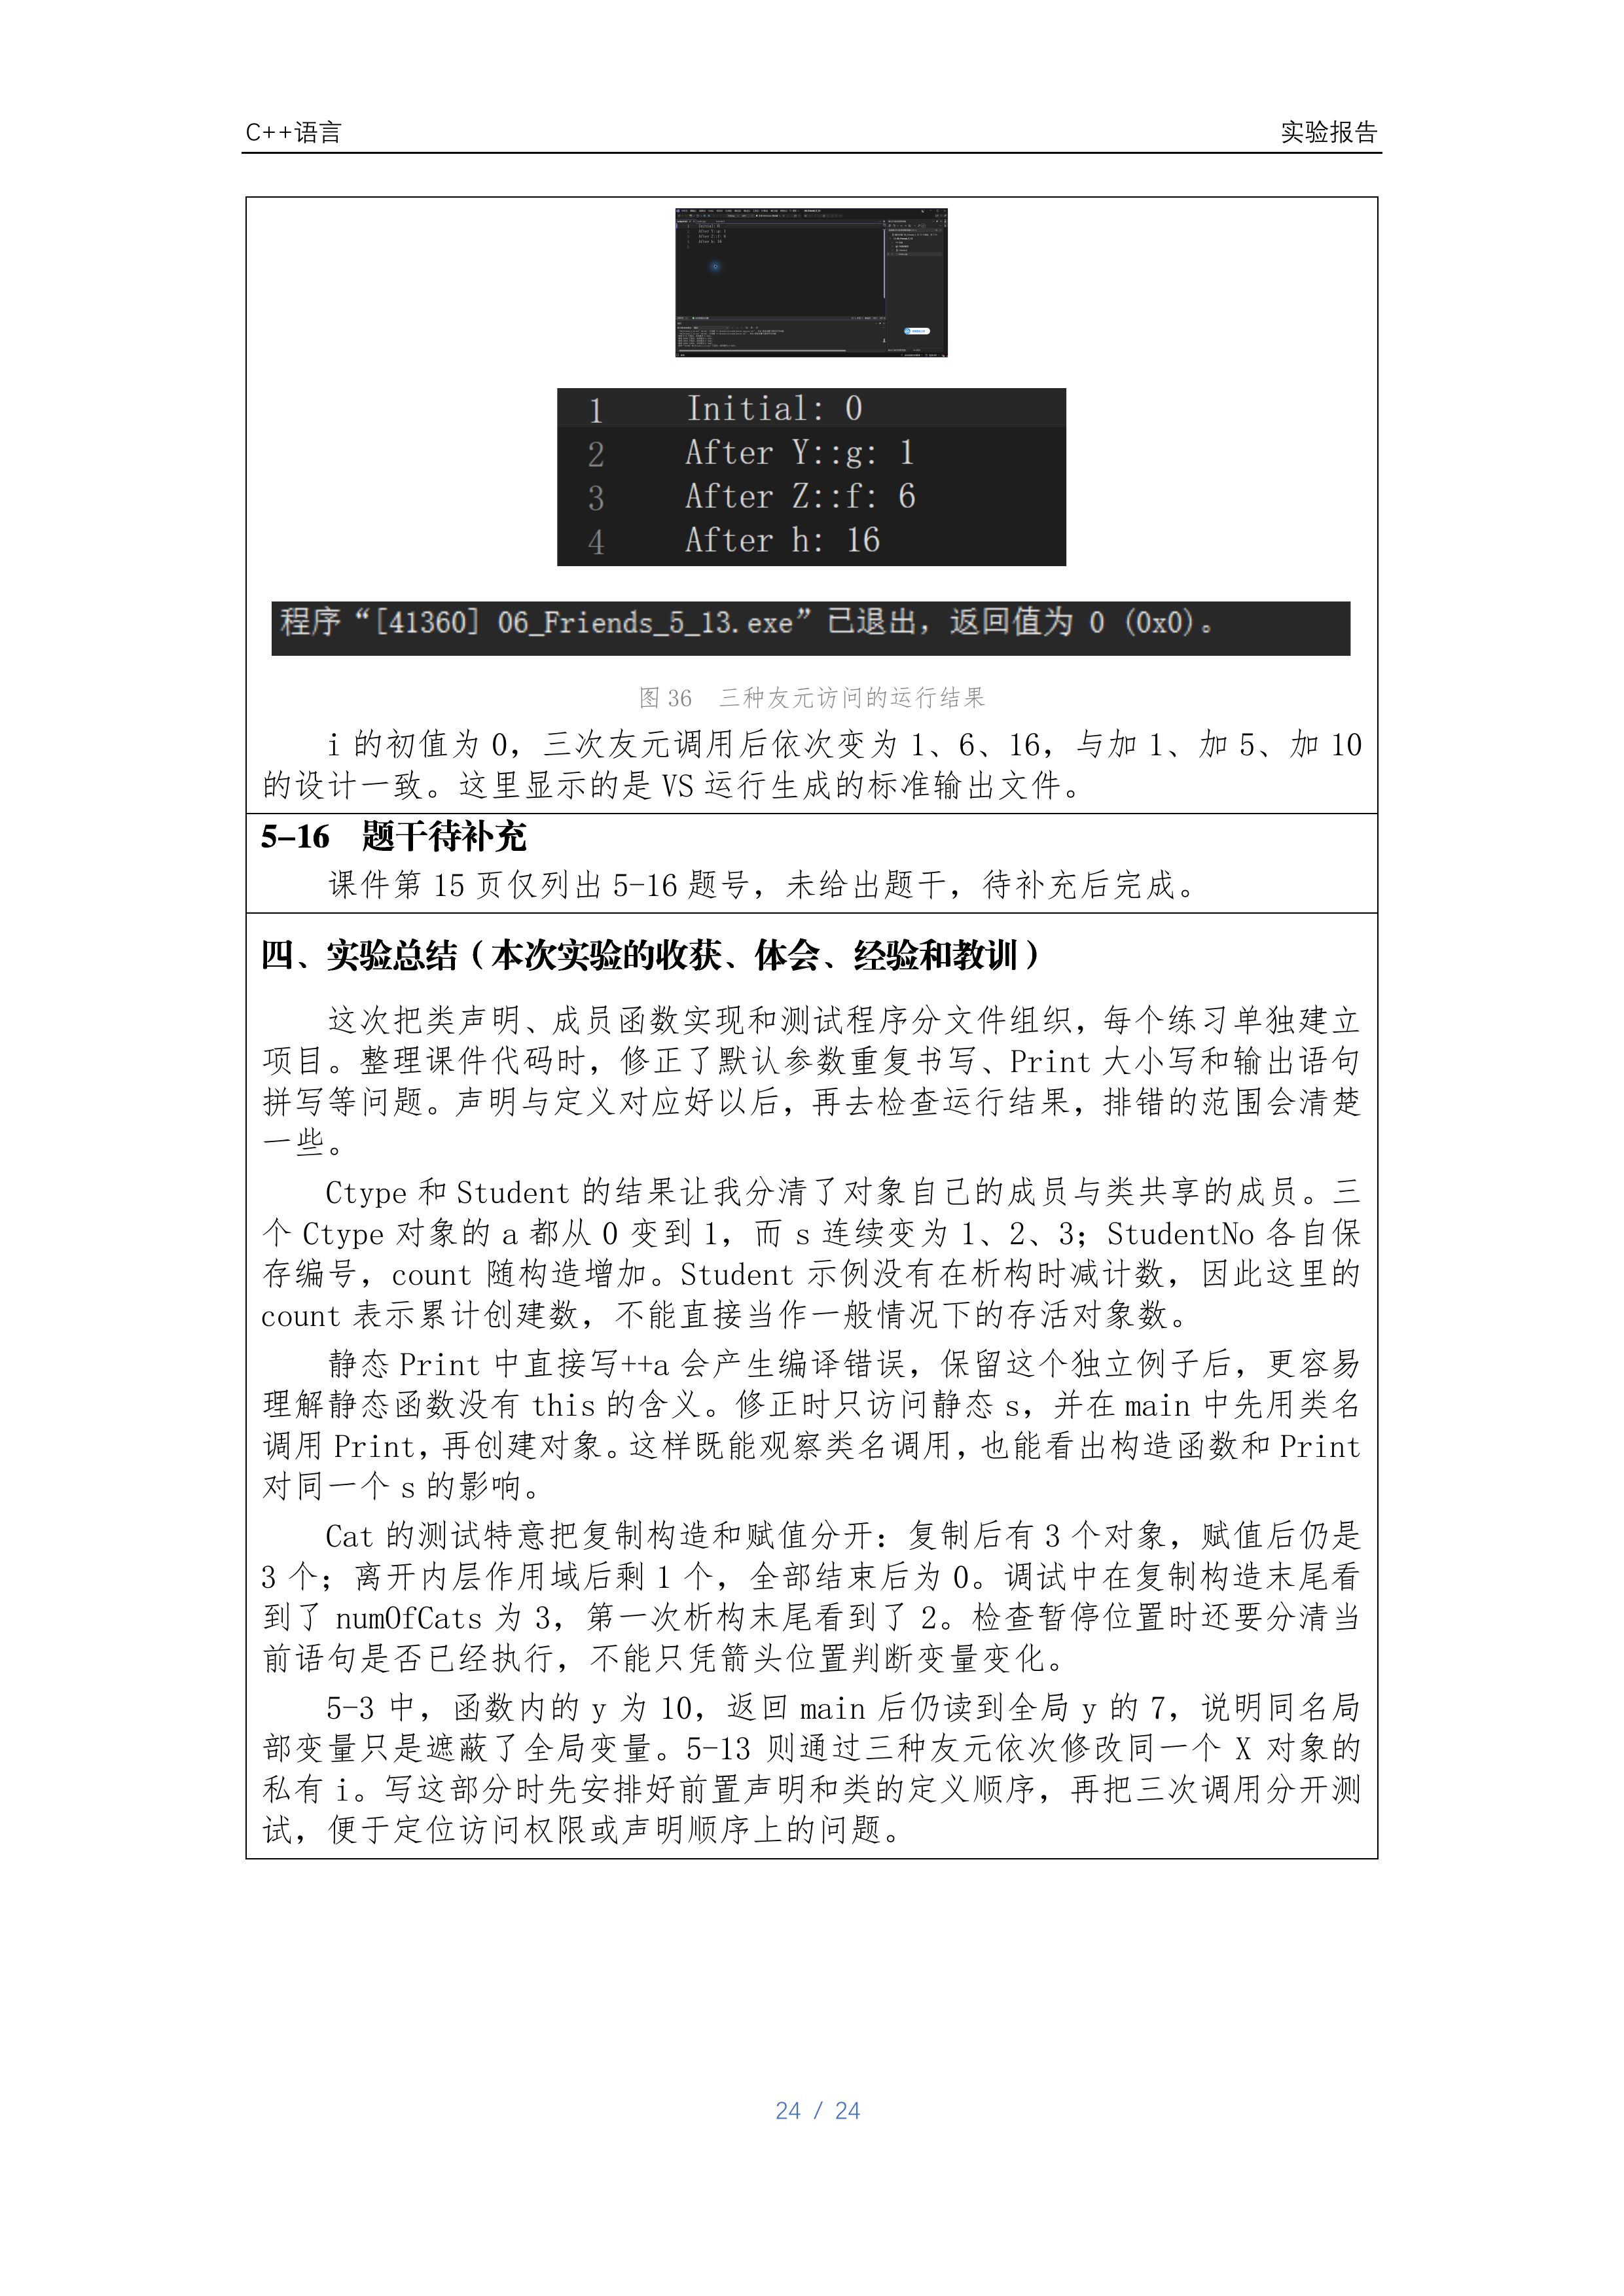 C++语言
实验报告
1 Initial: 0
2 After Y::g: 1
3 After Z::f: 6
4 After h: 16
程序“[41360] 06_Friends_5_13.exe”已退出，返回值为 0 (0x0)。
图 36 三种友元访问的运行结果
i 的初值为 0，三次友元调用后依次变为 1、6、16，与加 1、加 5、加 10
的设计一致。这里显示的是 VS 运行生成的标准输出文件。
5-16 题干待补充
课件第 15 页仅列出 5-16 题号，未给出题干，待补充后完成。
四、实验总结（本次实验的收获、体会、经验和教训）
这次把类声明、成员函数实现和测试程序分文件组织，每个练习单独建立
项目。整理课件代码时，修正了默认参数重复书写、Print 大小写和输出语句
拼写等问题。声明与定义对应好以后，再去检查运行结果，排错的范围会清楚
一些。
Ctype 和 Student 的结果让我分清了对象自己的成员与类共享的成员。三
个 Ctype 对象的 a 都从 0 变到 1，而 s 连续变为 1、2、3；StudentNo 各自保
存编号，count 随构造增加。Student 示例没有在析构时减计数，因此这里的
count 表示累计创建数，不能直接当作一般情况下的存活对象数。
静态 Print 中直接写++a 会产生编译错误，保留这个独立例子后，更容易
理解静态函数没有 this 的含义。修正时只访问静态 s，并在 main 中先用类名
调用 Print，再创建对象。这样既能观察类名调用，也能看出构造函数和 Print
对同一个 s 的影响。
Cat 的测试特意把复制构造和赋值分开：复制后有 3 个对象，赋值后仍是
3 个；离开内层作用域后剩 1 个，全部结束后为 0。调试中在复制构造末尾看
到了 numOfCats 为 3，第一次析构末尾看到了 2。检查暂停位置时还要分清当
前语句是否已经执行，不能只凭箭头位置判断变量变化。
5-3 中，函数内的 y 为 10，返回 main 后仍读到全局 y 的 7，说明同名局
部变量只是遮蔽了全局变量。5-13 则通过三种友元依次修改同一个 X 对象的
私有 i。写这部分时先安排好前置声明和类的定义顺序，再把三次调用分开测
试，便于定位访问权限或声明顺序上的问题。
24 / 24